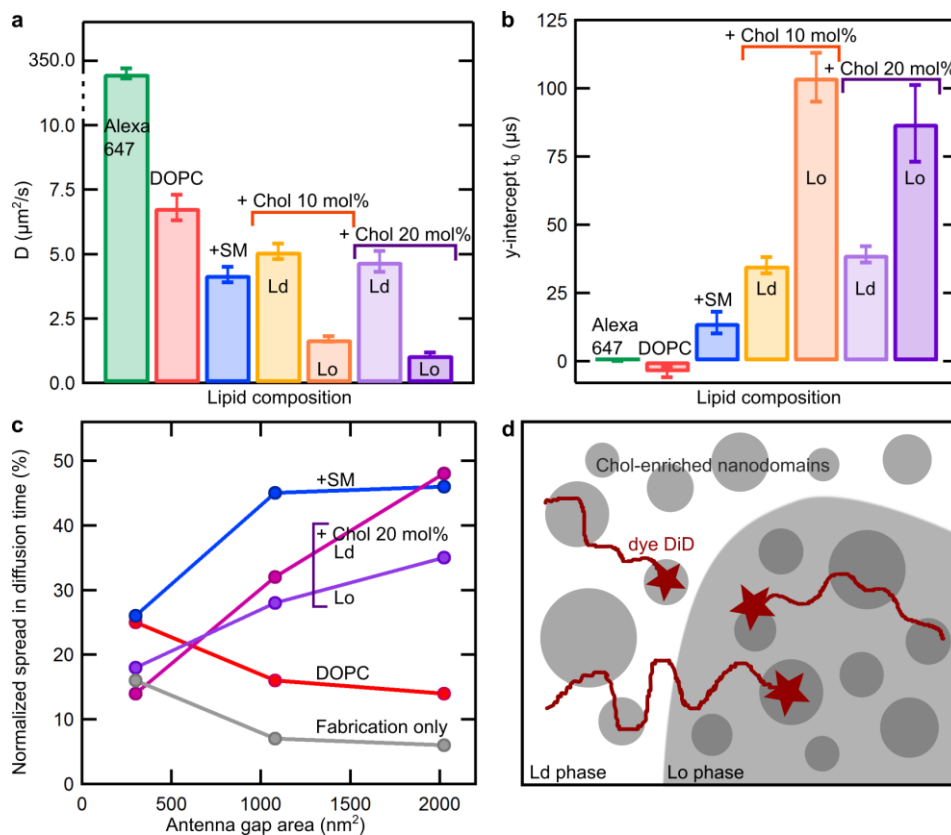 a
350.0
10.0
7.5
5.0
2.5
0.0
D (µm²/s)
Alexa
647
DOPC
+SM
+ Chol 10 mol%
Ld
Lo
+ Chol 20 mol%
Ld
Lo
Lipid composition
b
125
100
75
50
25
0
y-intercept t₀ (µs)
Alexa
647
DOPC
+SM
+ Chol 10 mol%
Ld
Lo
+ Chol 20 mol%
Ld
Lo
Lipid composition
c
50
40
30
20
10
0
Normalized spread in diffusion time (%)
+SM
+ Chol 20 mol%
Ld
Lo
DOPC
Fabrication only
0
500
1000
1500
2000
Antenna gap area (nm²)
d
Chol-enriched nanodomains
dye DiD
Ld phase
Lo phase